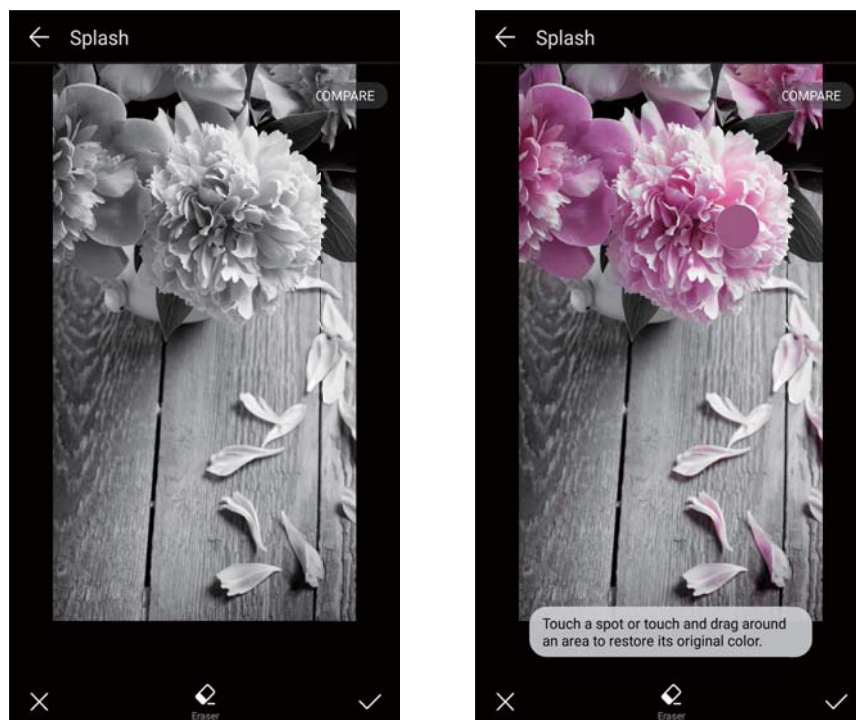 Splash
COMPARE
Eraser
Splash
COMPARE
Touch a spot or touch and drag around
an area to restore its original color.
Eraser